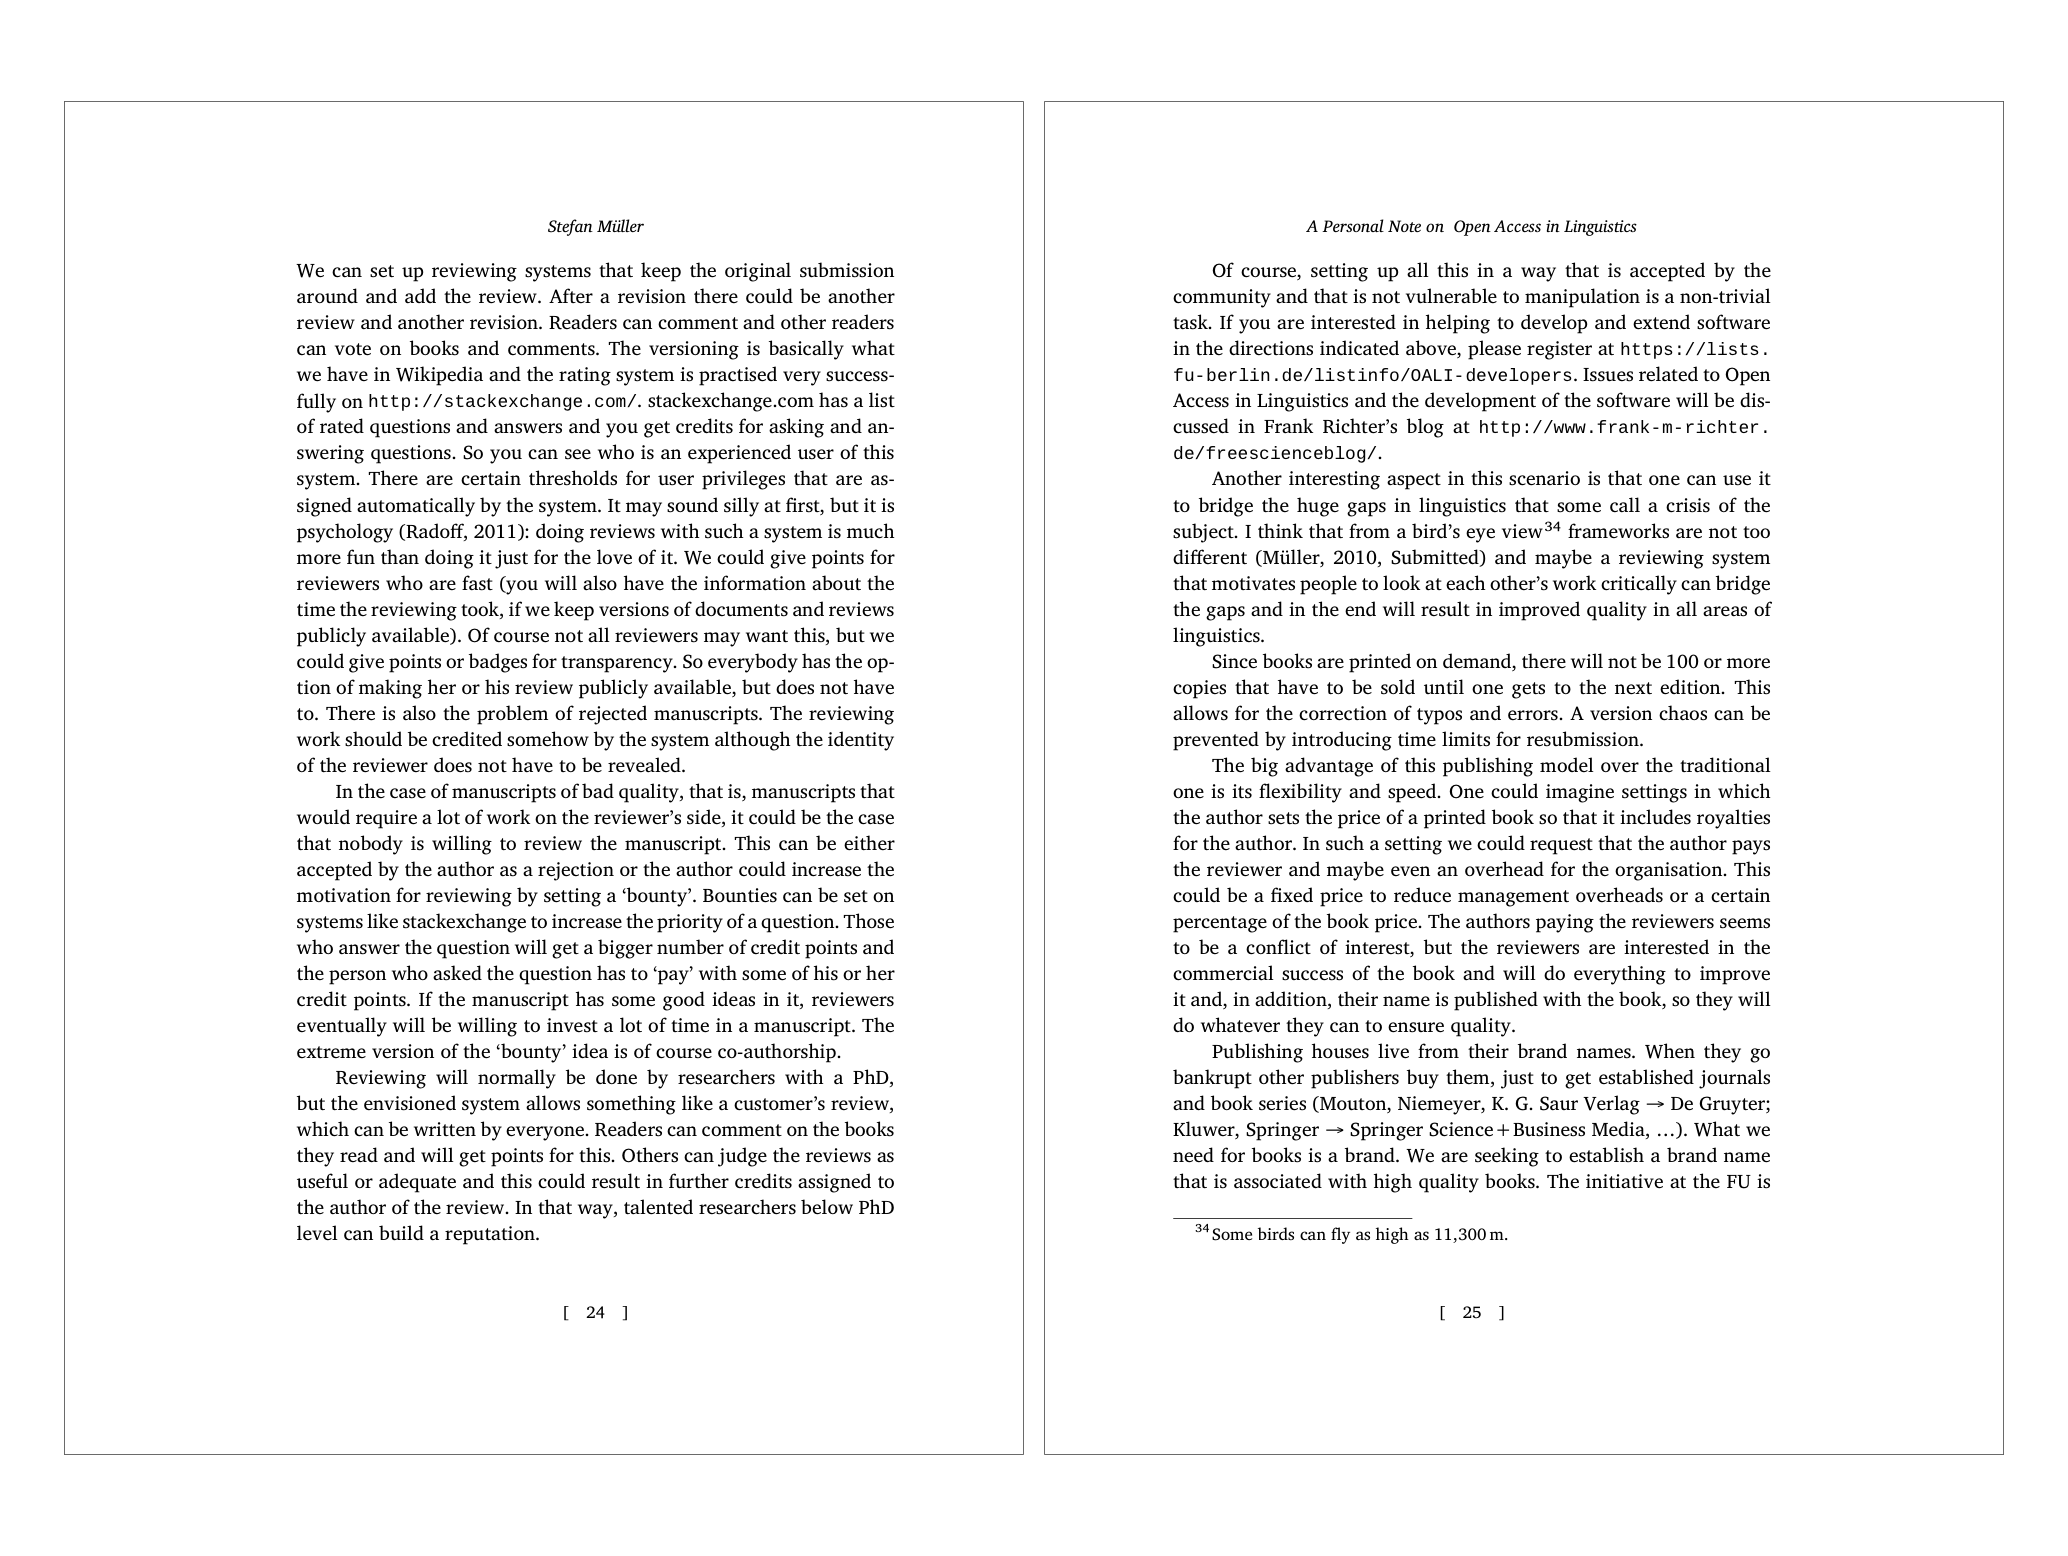 Stefan Müller
We can set up reviewing systems that keep the original submission
around and add the review. After a revision there could be another
review and another revision. Readers can comment and other readers
can vote on books and comments. The versioning is basically what
we have in Wikipedia and the rating system is practised very success-
fully on http://stackexchange.com/. stackexchange.com has a list
of rated questions and answers and you get credits for asking and an-
swering questions. So you can see who is an experienced user of this
system. There are certain thresholds for user privileges that are as-
signed automatically by the system. It may sound silly at first, but it is
psychology (Radoff, 2011): doing reviews with such a system is much
more fun than doing it just for the love of it. We could give points for
reviewers who are fast (you will also have the information about the
time the reviewing took, if we keep versions of documents and reviews
publicly available). Of course not all reviewers may want this, but we
could give points or badges for transparency. So everybody has the op-
tion of making her or his review publicly available, but does not have
to. There is also the problem of rejected manuscripts. The reviewing
work should be credited somehow by the system although the identity
of the reviewer does not have to be revealed.
In the case of manuscripts of bad quality, that is, manuscripts that
would require a lot of work on the reviewer's side, it could be the case
that nobody is willing to review the manuscript. This can be either
accepted by the author as a rejection or the author could increase the
motivation for reviewing by setting a ‘bounty’. Bounties can be set on
systems like stackexchange to increase the priority of a question. Those
who answer the question will get a bigger number of credit points and
the person who asked the question has to ‘pay’ with some of his or her
credit points. If the manuscript has some good ideas in it, reviewers
eventually will be willing to invest a lot of time in a manuscript. The
extreme version of the ‘bounty’ idea is of course co-authorship.
Reviewing will normally be done by researchers with a PhD,
but the envisioned system allows something like a customer's review,
which can be written by everyone. Readers can comment on the books
they read and will get points for this. Others can judge the reviews as
useful or adequate and this could result in further credits assigned to
the author of the review. In that way, talented researchers below PhD
level can build a reputation.
[ 24 ]
A Personal Note on Open Access in Linguistics
Of course, setting up all this in a way that is accepted by the
community and that is not vulnerable to manipulation is a non-trivial
task. If you are interested in helping to develop and extend software
in the directions indicated above, please register at https://lists.
fu-berlin.de/listinfo/OALI-developers. Issues related to Open
Access in Linguistics and the development of the software will be dis-
cussed in Frank Richter's blog at http://www.frank-m-richter.
de/freescienceblog/.
Another interesting aspect in this scenario is that one can use it
to bridge the huge gaps in linguistics that some call a crisis of the
subject. I think that from a bird's eye view³⁴ frameworks are not too
different (Müller, 2010, Submitted) and maybe a reviewing system
that motivates people to look at each other's work critically can bridge
the gaps and in the end will result in improved quality in all areas of
linguistics.
Since books are printed on demand, there will not be 100 or more
copies that have to be sold until one gets to the next edition. This
allows for the correction of typos and errors. A version chaos can be
prevented by introducing time limits for resubmission.
The big advantage of this publishing model over the traditional
one is its flexibility and speed. One could imagine settings in which
the author sets the price of a printed book so that it includes royalties
for the author. In such a setting we could request that the author pays
the reviewer and maybe even an overhead for the organisation. This
could be a fixed price to reduce management overheads or a certain
percentage of the book price. The authors paying the reviewers seems
to be a conflict of interest, but the reviewers are interested in the
commercial success of the book and will do everything to improve
it and, in addition, their name is published with the book, so they will
do whatever they can to ensure quality.
Publishing houses live from their brand names. When they go
bankrupt other publishers buy them, just to get established journals
and book series (Mouton, Niemeyer, K. G. Saur Verlag → De Gruyter;
Kluwer, Springer → Springer Science+Business Media, …). What we
need for books is a brand. We are seeking to establish a brand name
that is associated with high quality books. The initiative at the FU is
³⁴ Some birds can fly as high as 11,300 m.
[ 25 ]